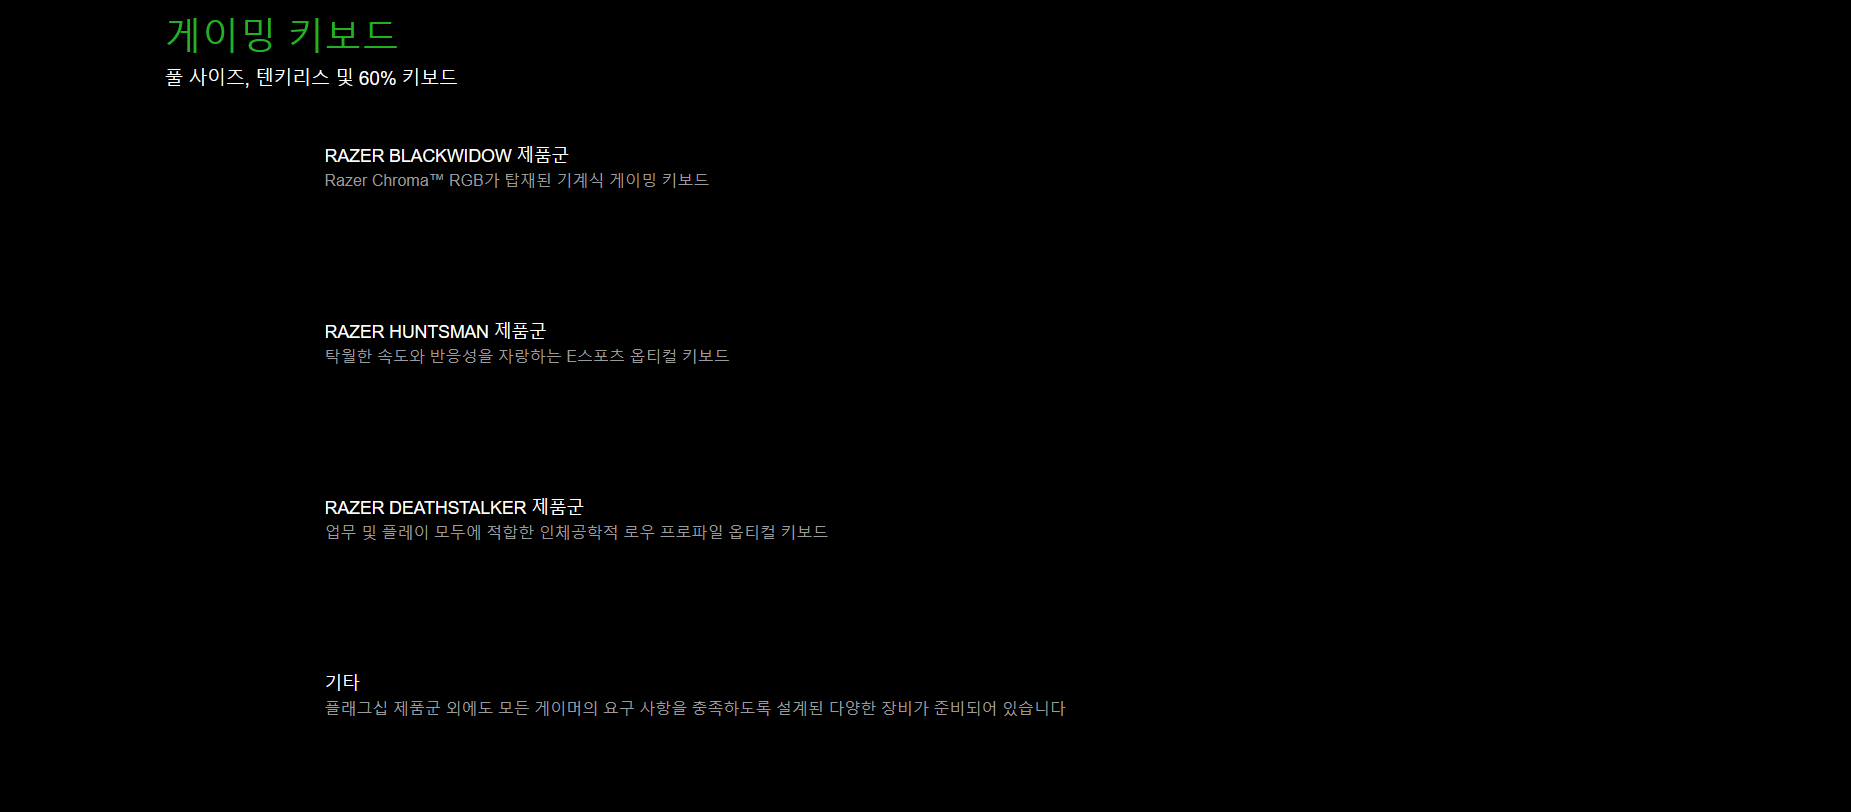 게이밍 키보드
풀 사이즈, 텐키리스 및 60% 키보드
RAZER BLACKWIDOW 제품군
Razer Chroma™ RGB가 탑재된 기계식 게이밍 키보드
RAZER HUNTSMAN 제품군
탁월한 속도와 반응성을 자랑하는 E스포츠 옵티컬 키보드
RAZER DEATHSTALKER 제품군
업무 및 플레이 모두에 적합한 인체공학적 로우 프로파일 옵티컬 키보드
기타
플래그십 제품군 외에도 모든 게이머의 요구 사항을 충족하도록 설계된 다양한 장비가 준비되어 있습니다